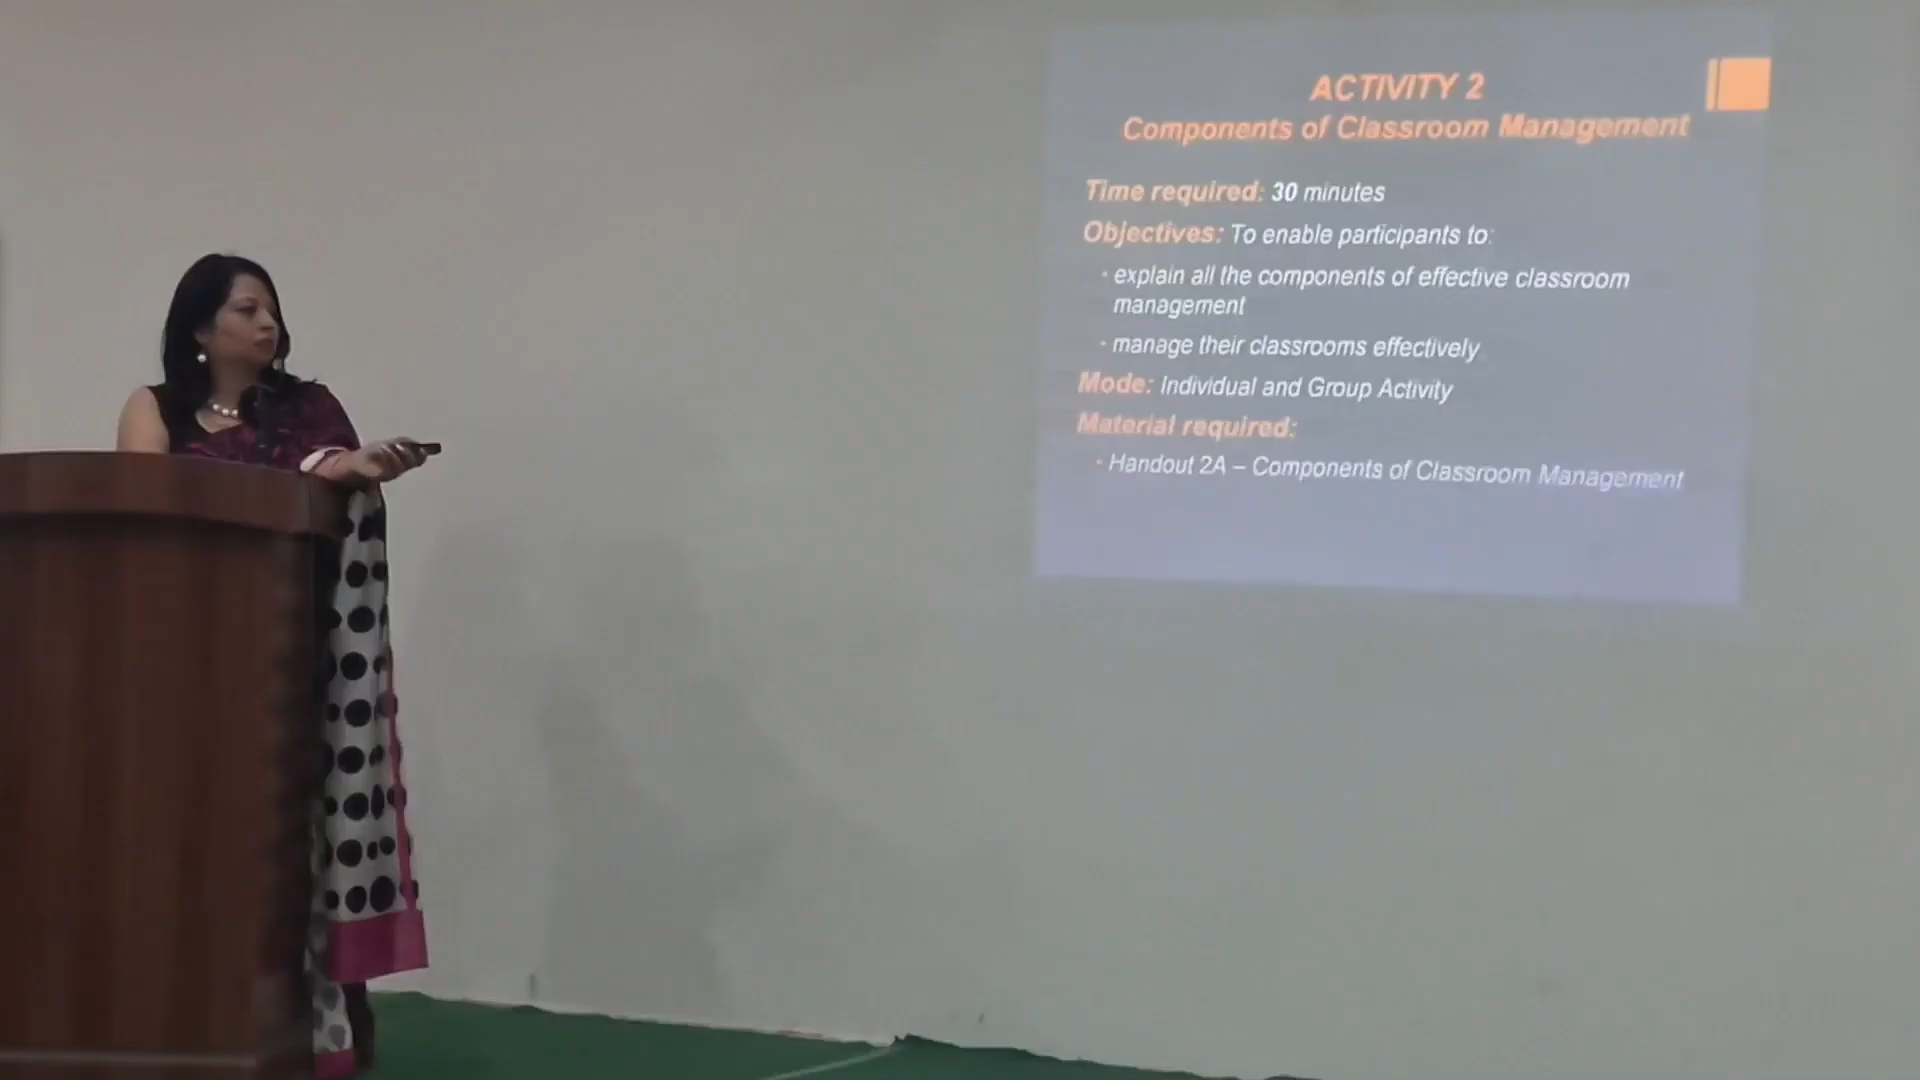 ACTIVITY 2
Components of Classroom Management
Time required: 30 minutes
Objectives: To enable participants to:
· explain all the components of effective classroom
management
· manage their classrooms effectively
Mode: Individual and Group Activity
Material required:
· Handout 2A – Components of Classroom Management